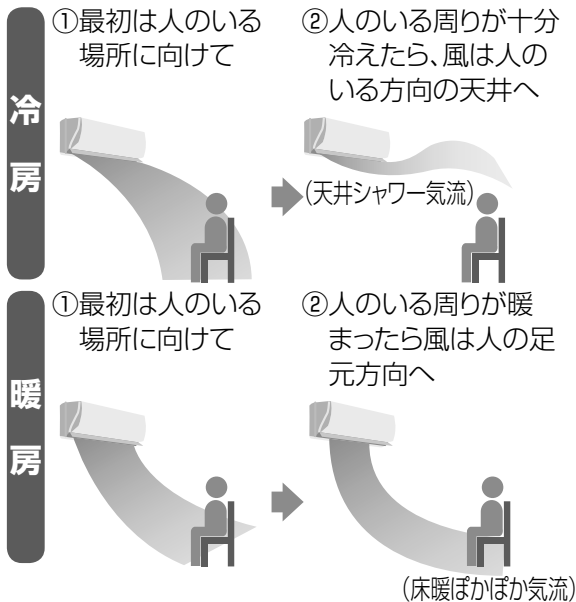 冷房
①最初は人のいる
場所に向けて
②人のいる周りが十分
冷えたら、風は人の
いる方向の天井へ
(天井シャワー気流)
暖房
①最初は人のいる
場所に向けて
②人のいる周りが暖
まったら風は人の足
元方向へ
(床暖ぽかぽか気流)